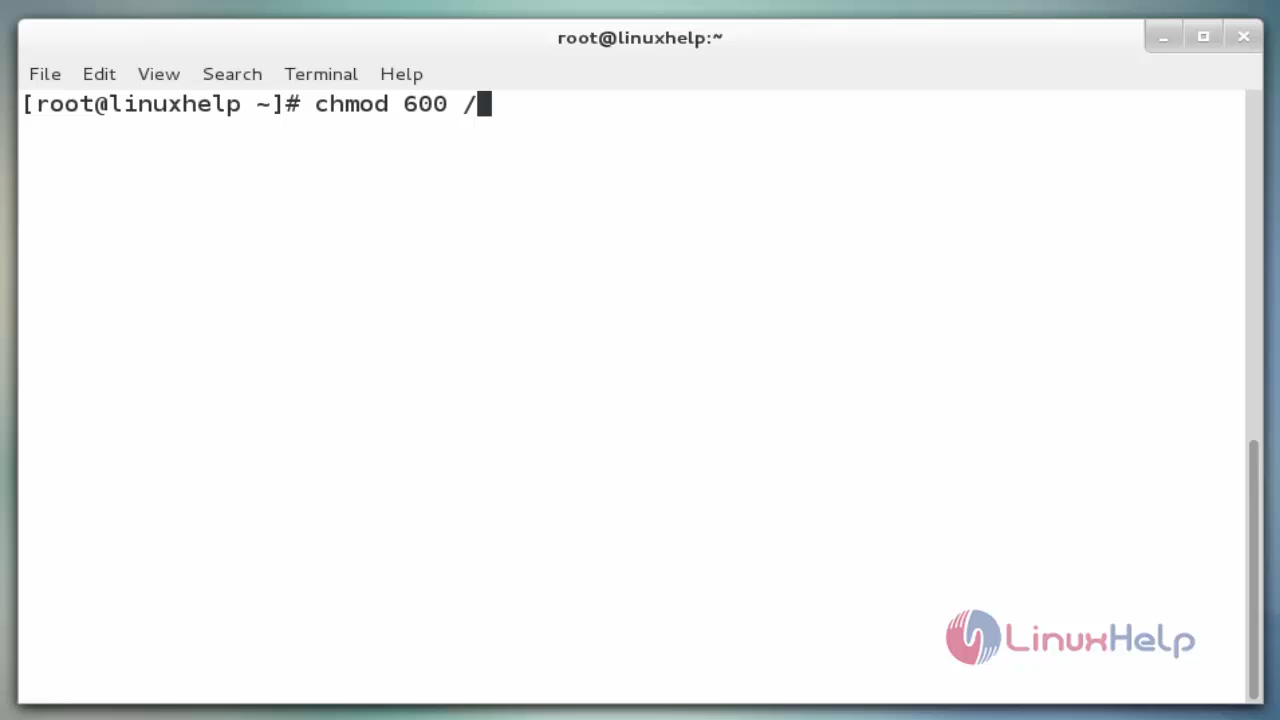 root@linuxhelp:~
File Edit View Search Terminal Help
[root@linuxhelp ~]# chmod 600 /
LinuxHelp